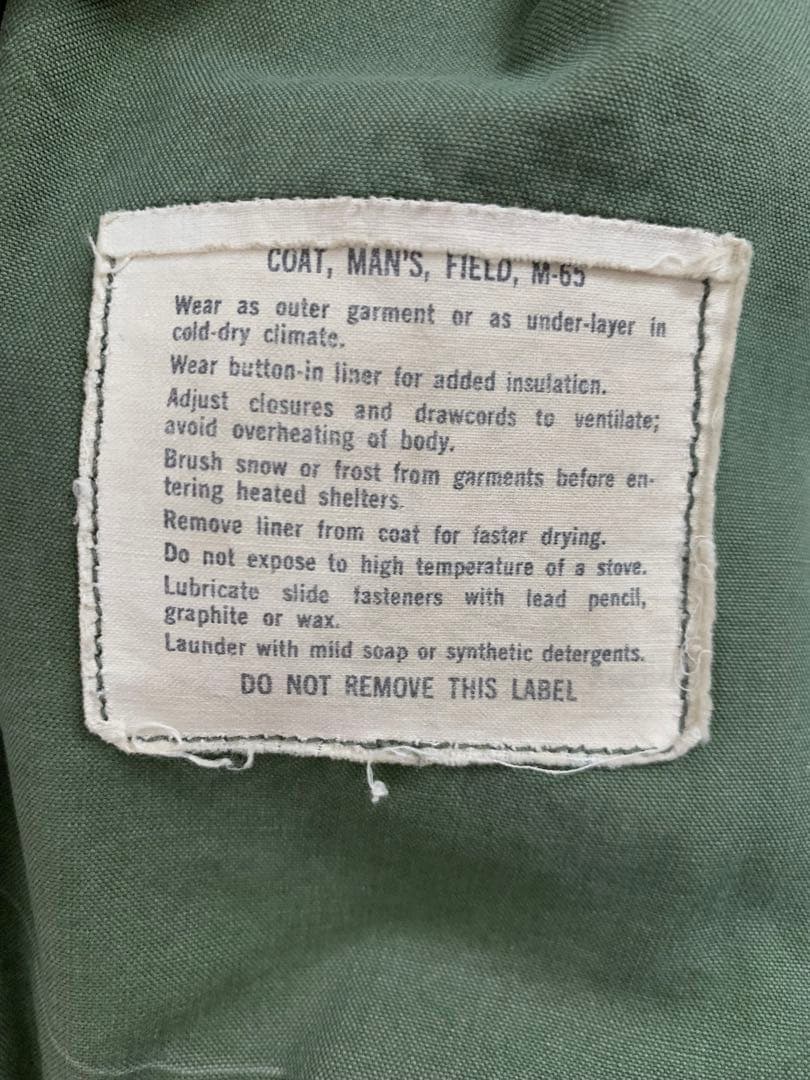 COAT, MAN'S, FIELD, M-65
Wear as outer garment or as under-layer in
cold-dry climate.
Wear button-in liner for added insulation.
Adjust closures and drawcords to ventilate;
avoid overheating of body.
Brush snow or frost from garments before en-
tering heated shelters.
Remove liner from coat for faster drying.
Do not expose to high temperature of a stove.
Lubricate slide fasteners with lead pencil,
graphite or wax.
Launder with mild soap or synthetic detergents.
DO NOT REMOVE THIS LABEL